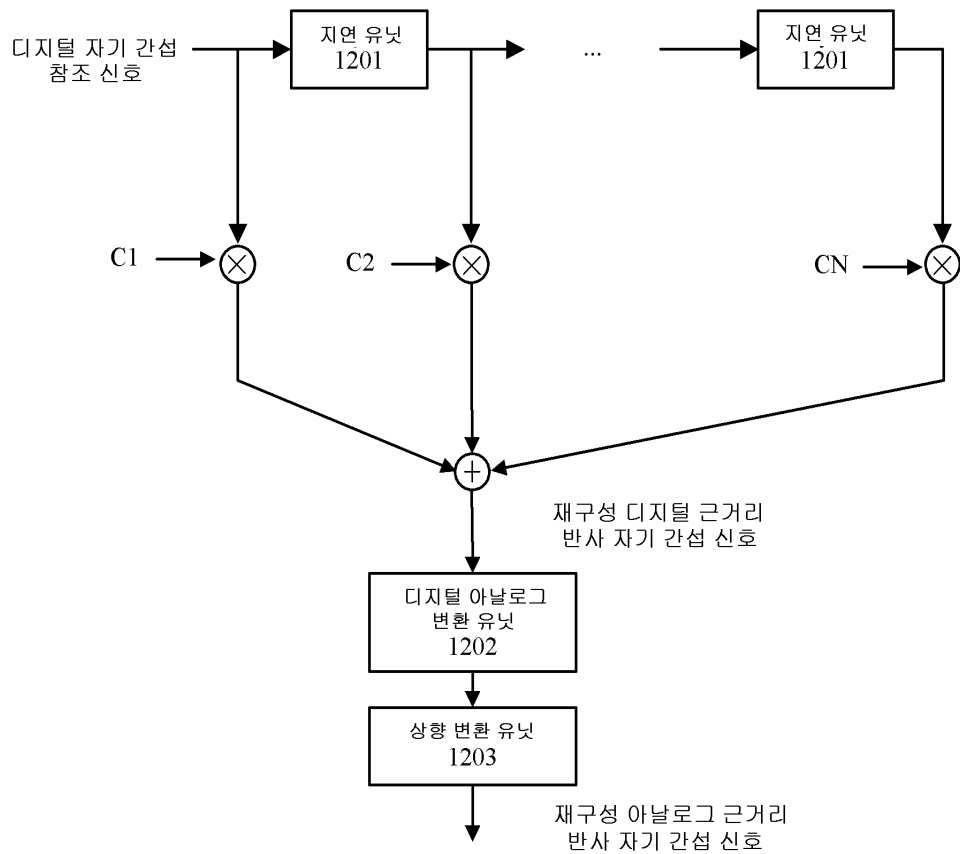 디지털 자기 간섭
참조 신호
지연 유닛
1201
...
지연 유닛
1201
C1
C2
CN
재구성 디지털 근거리
반사 자기 간섭 신호
디지털 아날로그
변환 유닛
1202
상향 변환 유닛
1203
재구성 아날로그 근거리
반사 자기 간섭 신호